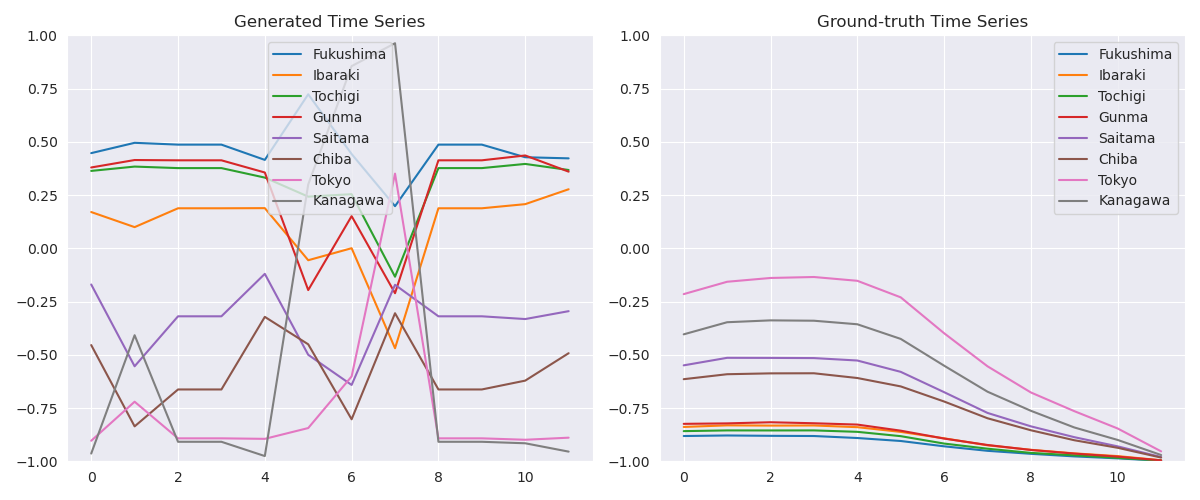 Generated Time Series
1.00
0.75
0.50
0.25
0.00
−0.25
−0.50
−0.75
−1.00
0 2 4 6 8 10
Fukushima
Ibaraki
Tochigi
Gunma
Saitama
Chiba
Tokyo
Kanagawa
Ground-truth Time Series
1.00
0.75
0.50
0.25
0.00
−0.25
−0.50
−0.75
−1.00
0 2 4 6 8 10
Fukushima
Ibaraki
Tochigi
Gunma
Saitama
Chiba
Tokyo
Kanagawa